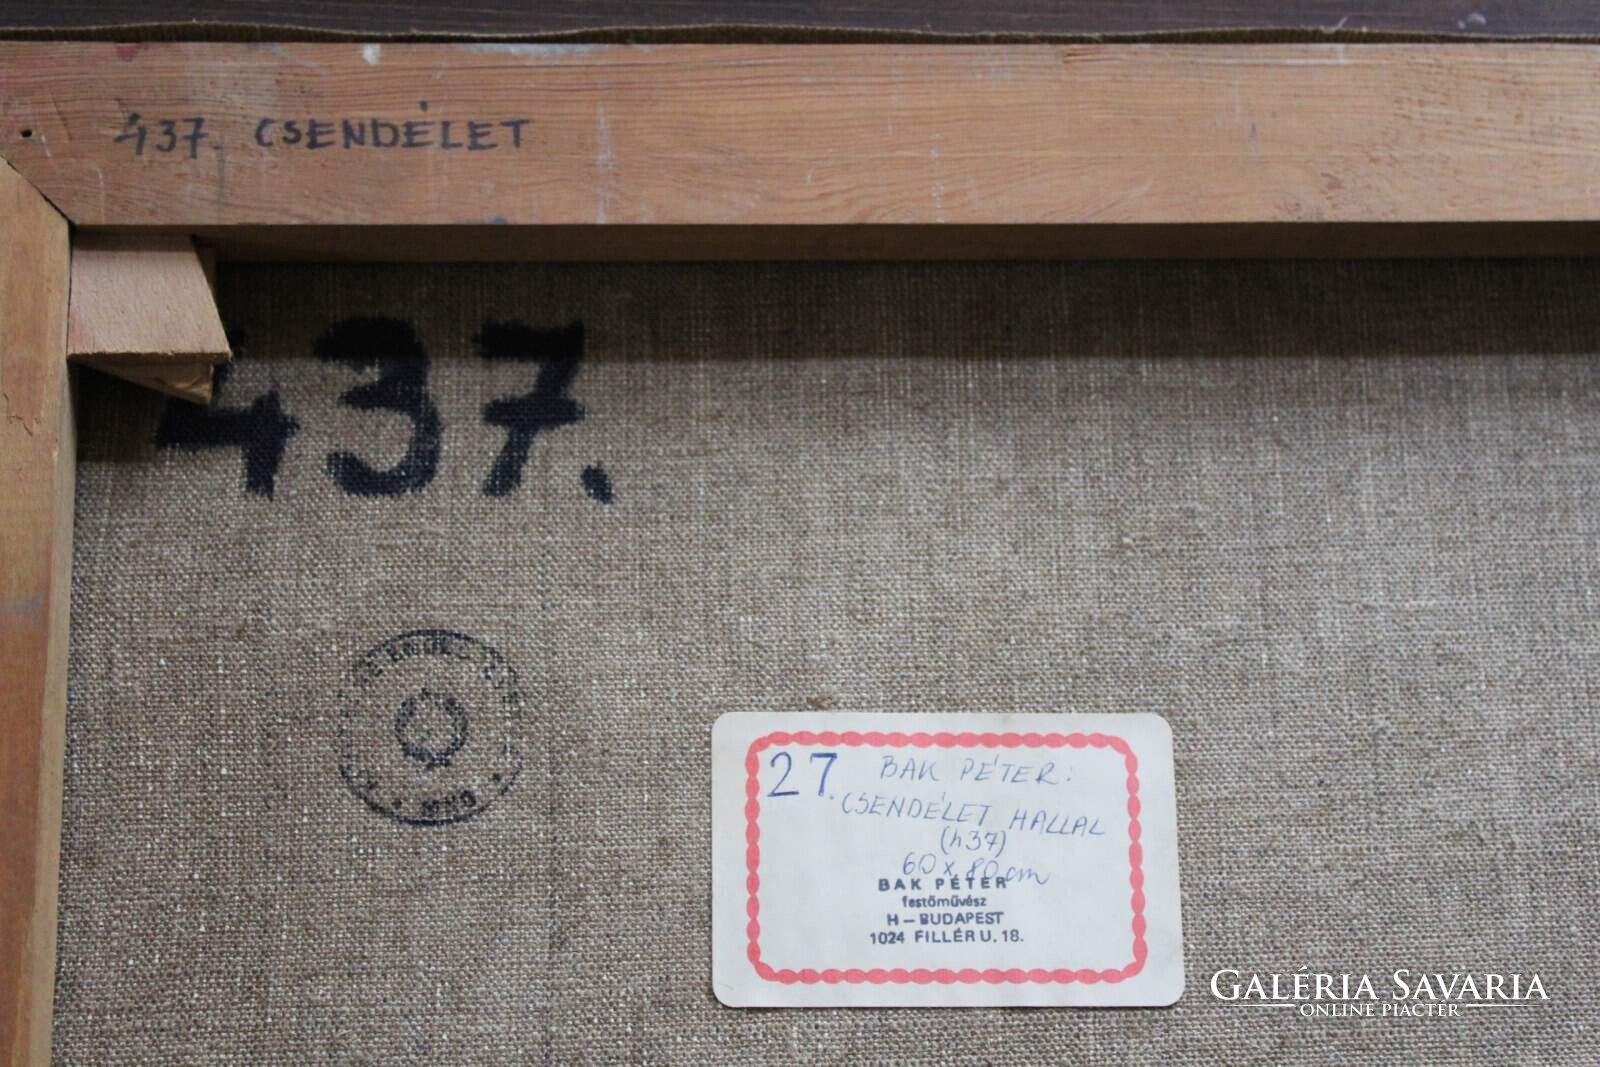 437. CSENDÉLET
437.
27. BAK PÉTER:
CSENDÉLET HALLAL
(437)
60 x 80 cm
BAK PÉTER
festőművész
H-BUDAPEST
1024 FILLÉR U. 18.
GALÉRIA SAVARIA
ONLINE PIACTÉR